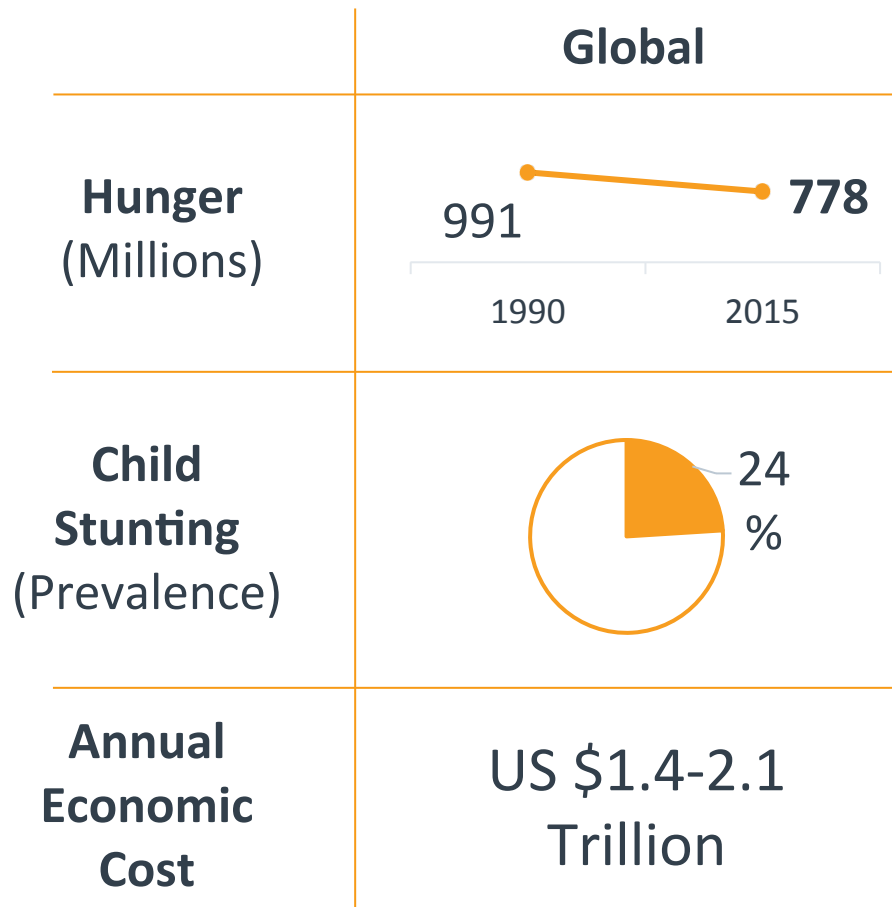 Global
Hunger
(Millions)
991
778
1990
2015
Child
Stunting
(Prevalence)
24
%
Annual
Economic
Cost
US $1.4-2.1
Trillion